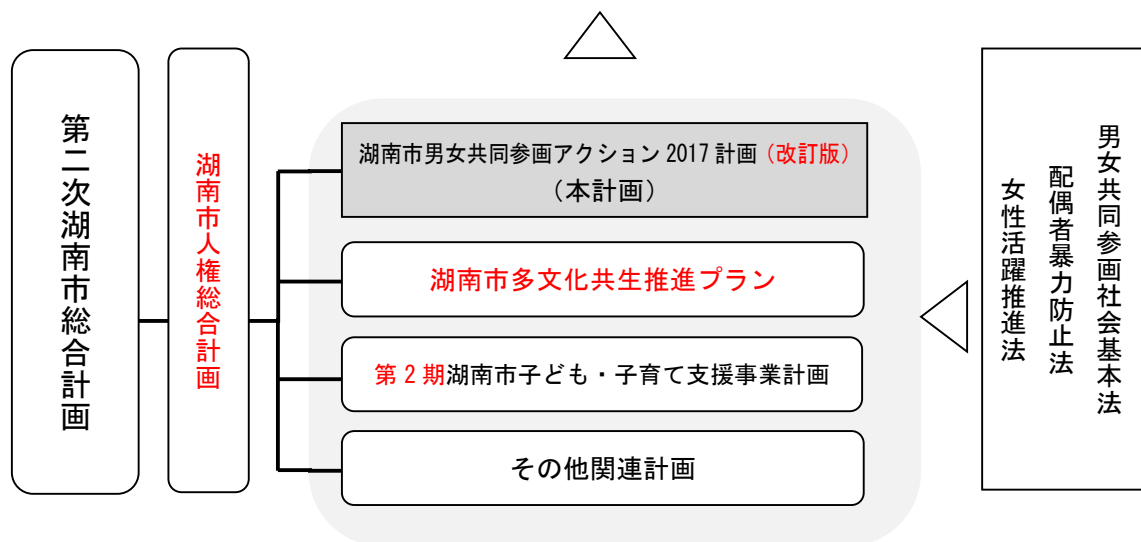 第二次湖南市総合計画
湖南市人権総合計画
湖南市男女共同参画アクション 2017 計画（改訂版）
（本計画）
湖南市多文化共生推進プラン
第 2 期湖南市子ども・子育て支援事業計画
その他関連計画
男女共同参画社会基本法
配偶者暴力防止法
女性活躍推進法